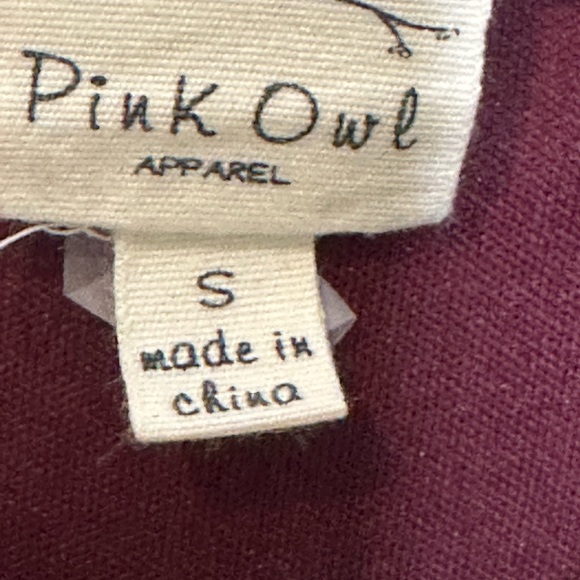 Pink Owl
APPAREL
S
made in
china